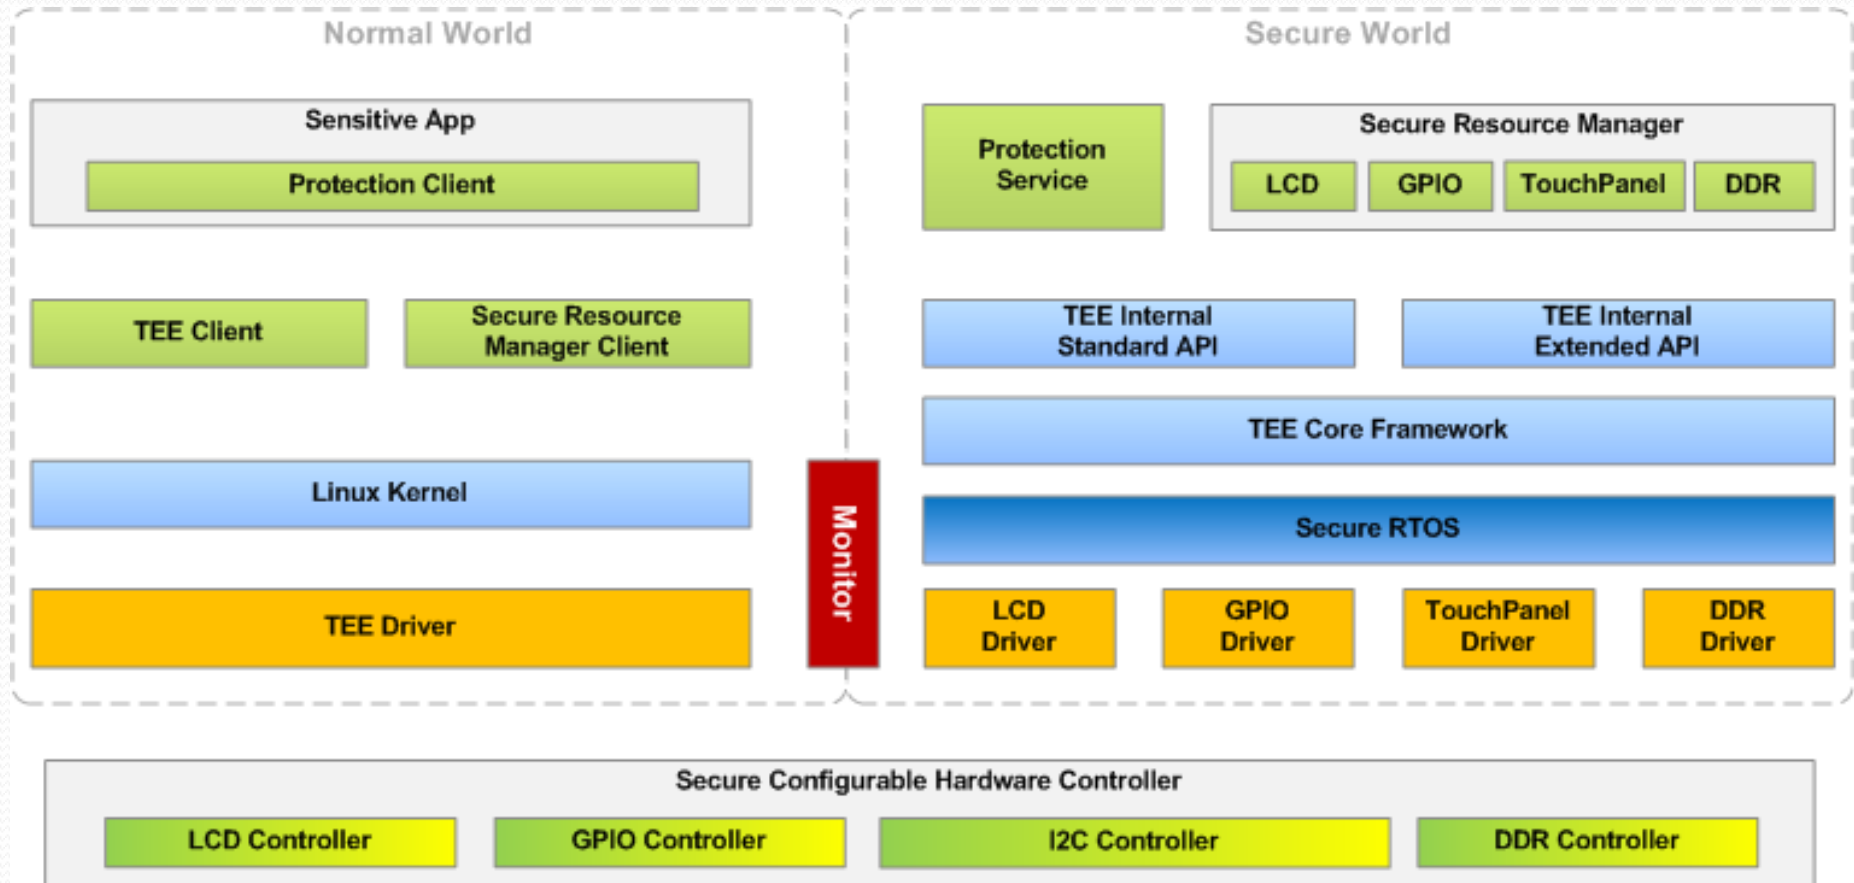 Normal World
Secure World
Sensitive App
Protection Client
Protection
Service
Secure Resource Manager
LCD
GPIO
TouchPanel
DDR
TEE Client
Secure Resource
Manager Client
TEE Internal
Standard API
TEE Internal
Extended API
TEE Core Framework
Linux Kernel
Monitor
Secure RTOS
TEE Driver
LCD
Driver
GPIO
Driver
TouchPanel
Driver
DDR
Driver
Secure Configurable Hardware Controller
LCD Controller
GPIO Controller
I2C Controller
DDR Controller